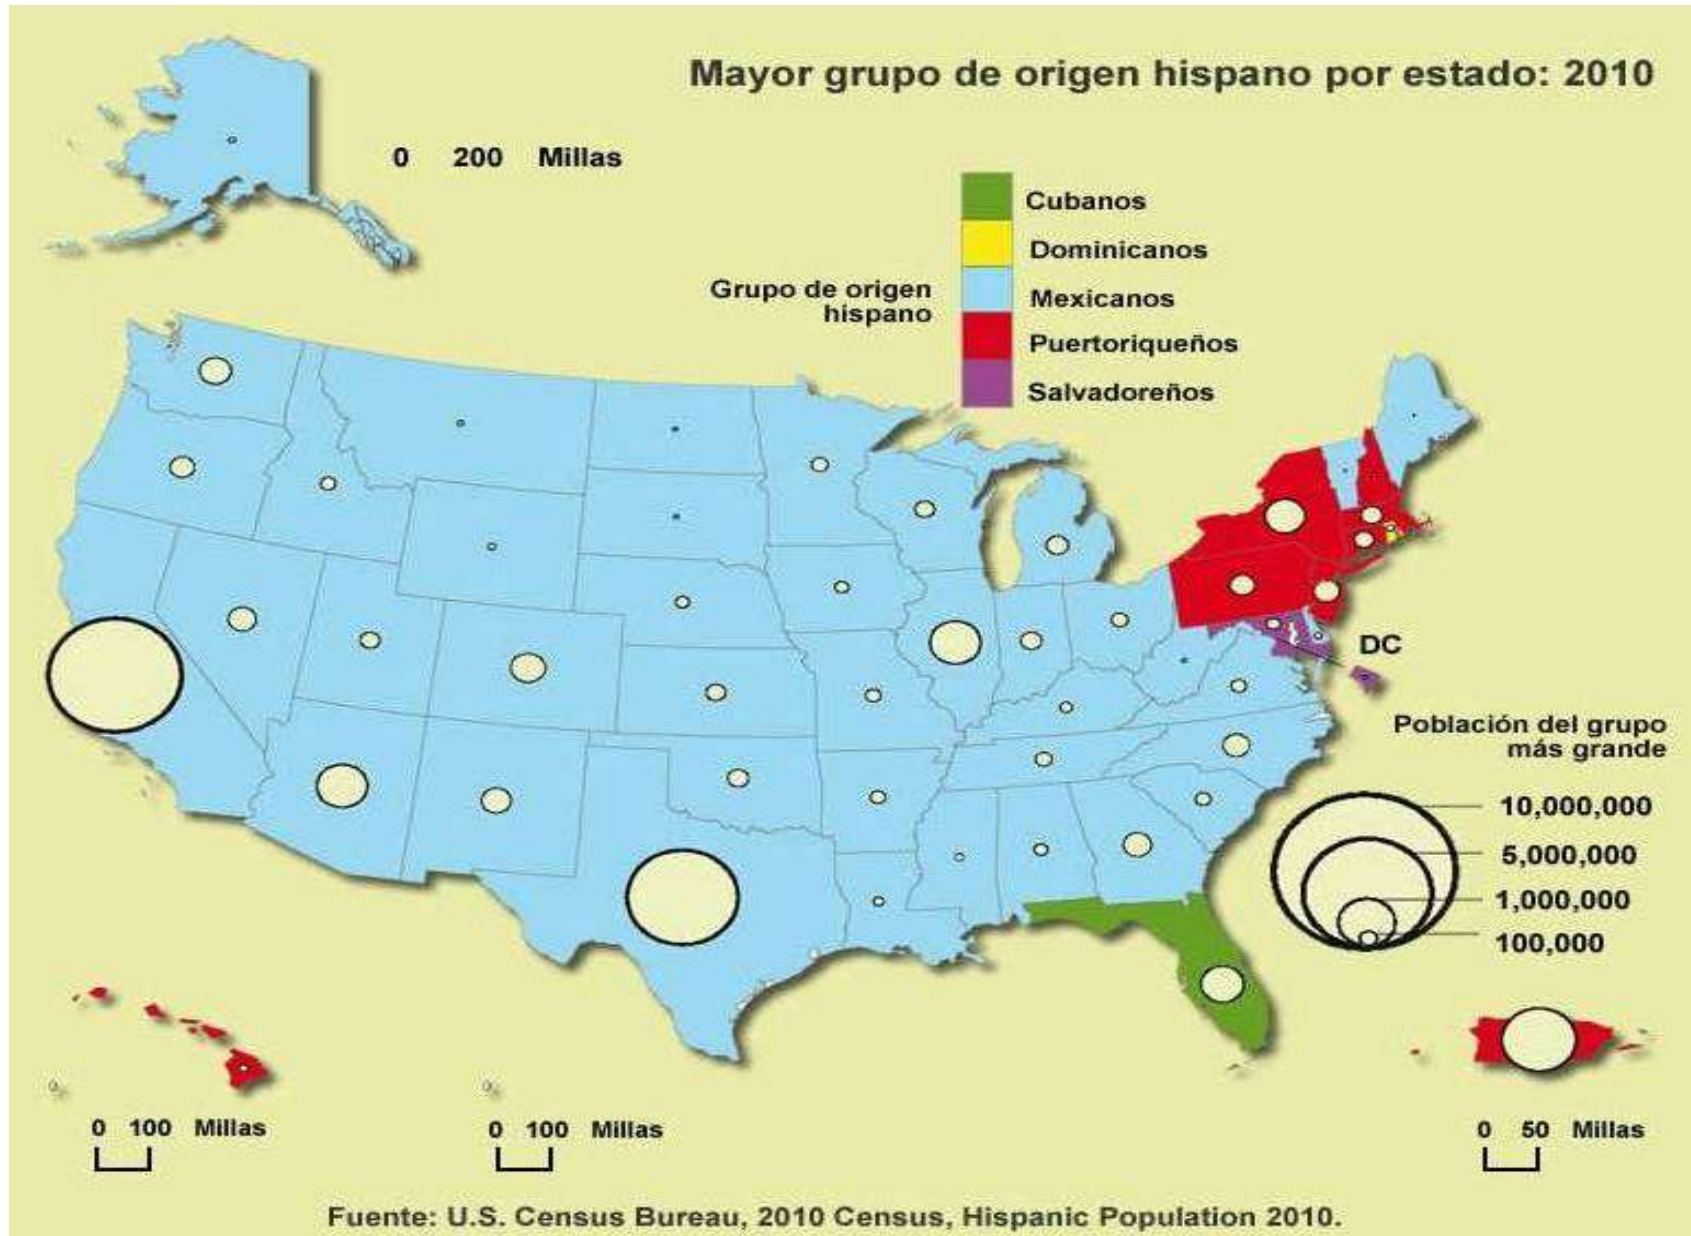 Mayor grupo de origen hispano por estado: 2010
0 200 Millas
Cubanos
Dominicanos
Grupo de origen
hispano
Mexicanos
Puertoriqueños
Salvadoreños
DC
Población del grupo
más grande
10,000,000
5,000,000
1,000,000
100,000
0 100 Millas
0 100 Millas
0 50 Millas
Fuente: U.S. Census Bureau, 2010 Census, Hispanic Population 2010.